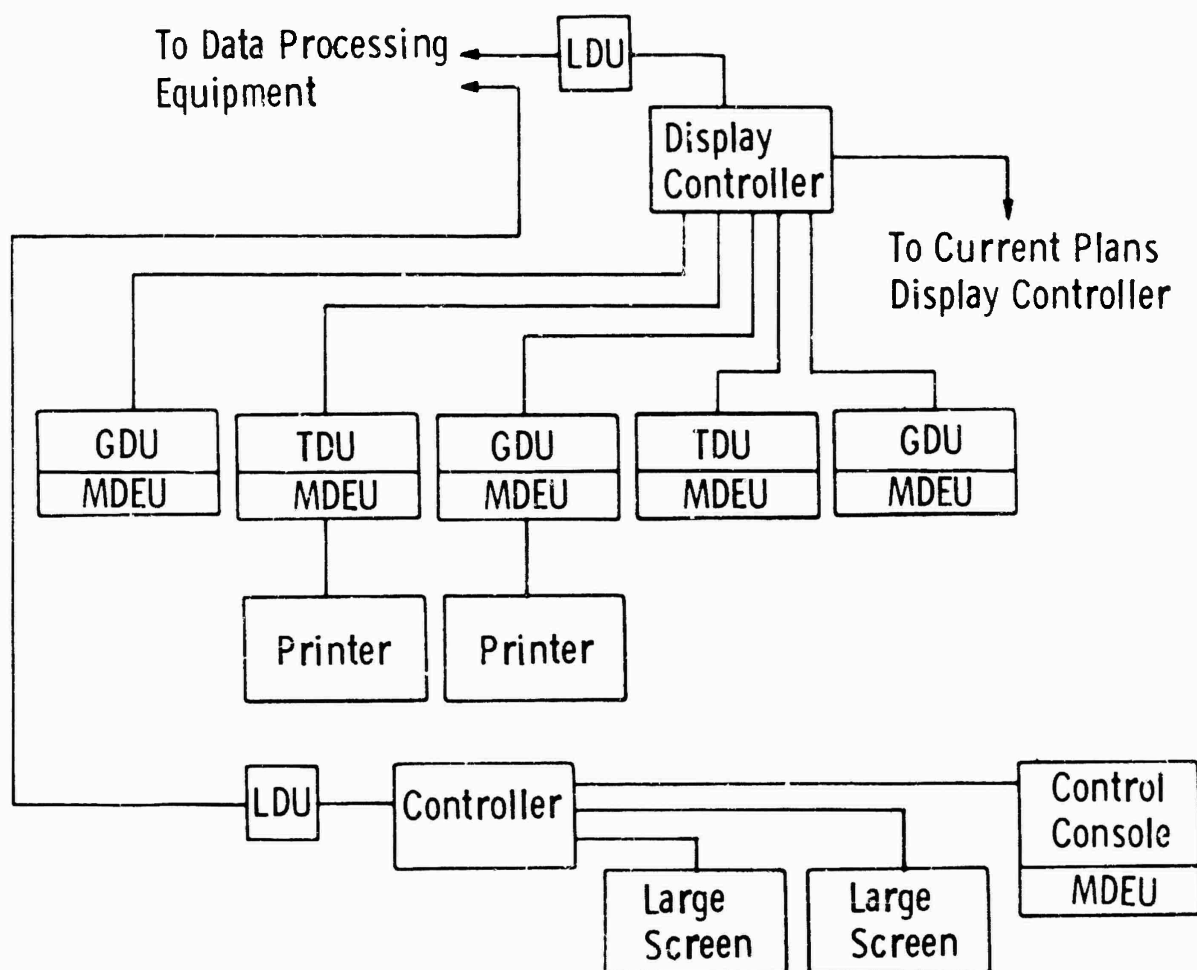 To Data Processing
Equipment
LDU
Display
Controller
To Current Plans
Display Controller
GDU
MDEU
TDU
MDEU
GDU
MDEU
TDU
MDEU
GDU
MDEU
Printer
Printer
LDU
Controller
Control
Console
MDEU
Large
Screen
Large
Screen